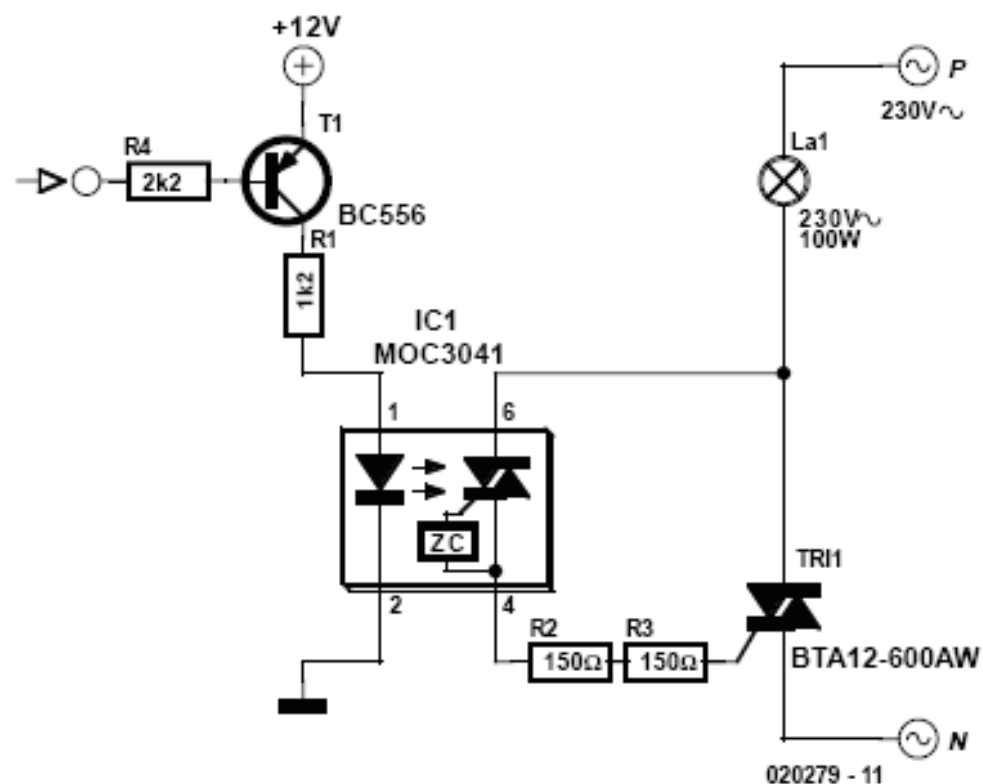 +12V
T1
R4
2k2
BC556
R1
1k2
IC1
MOC3041
1
6
ZC
2
4
R2
150Ω
R3
150Ω
P
230V~
La1
230V~
100W
TRI1
BTA12-600AW
N
020279 - 11